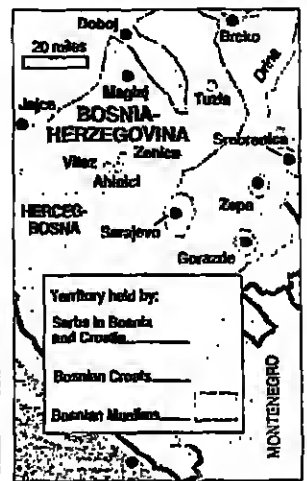 Doboj
Brcko
20 miles
Drina
Maglaj
Tuzla
Jajce
BOSNIA-
HERZEGOVINA
Srebrenica
Vitez
Zenica
Ahinici
HERCEG-
BOSNA
Zepa
Sarajevo
Gorazde
Territory held by:
Serbs in Bosnia
and Croatia
Bosnian Croats
Bosnian Muslims
MONTENEGRO